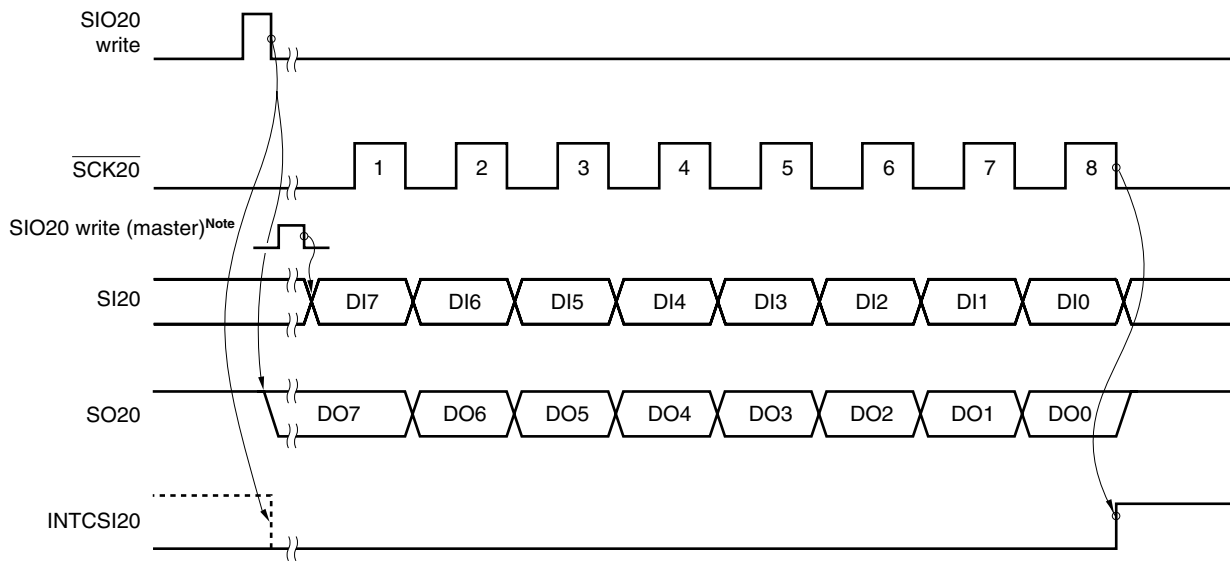 SIO20
write
SCK20
1 2 3 4 5 6 7 8
SIO20 write (master)Note
SI20
DI7 DI6 DI5 DI4 DI3 DI2 DI1 DI0
SO20
DO7 DO6 DO5 DO4 DO3 DO2 DO1 DO0
INTCSI20